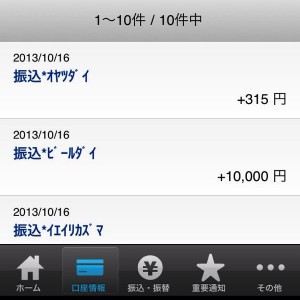 1〜10件 / 10件中
2013/10/16
振込*ｵﾔﾂﾀﾞｲ
+315 円
2013/10/16
振込*ﾋﾞｰﾙﾀﾞｲ
+10,000 円
2013/10/16
振込*ｲｴｲﾘｶｽﾞﾏ
ホーム
口座情報
振込・振替
重要通知
その他